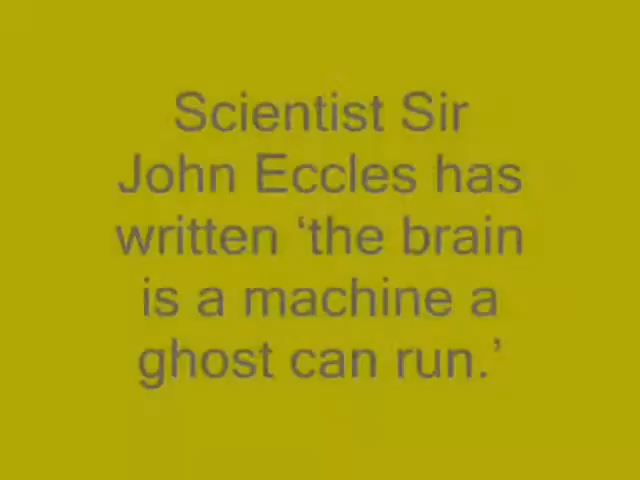 Scientist Sir
John Eccles has
written ‘the brain
is a machine a
ghost can run.’